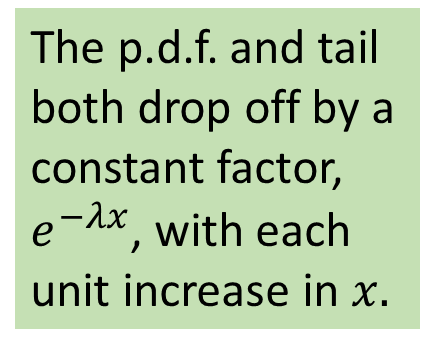 The p.d.f. and tail
both drop off by a
constant factor,
e^{−λx}, with each
unit increase in x.